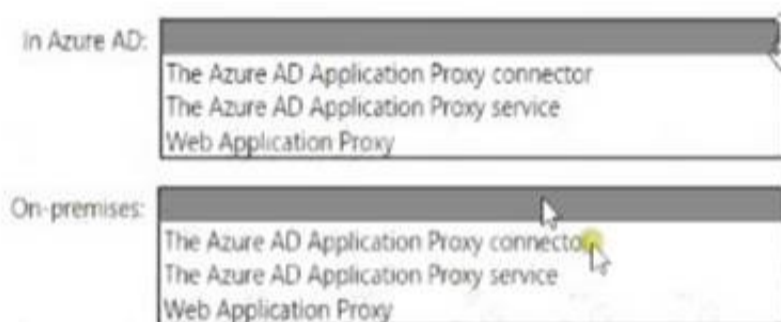 In Azure AD:
The Azure AD Application Proxy connector
The Azure AD Application Proxy service
Web Application Proxy
On-premises:
The Azure AD Application Proxy connector
The Azure AD Application Proxy service
Web Application Proxy